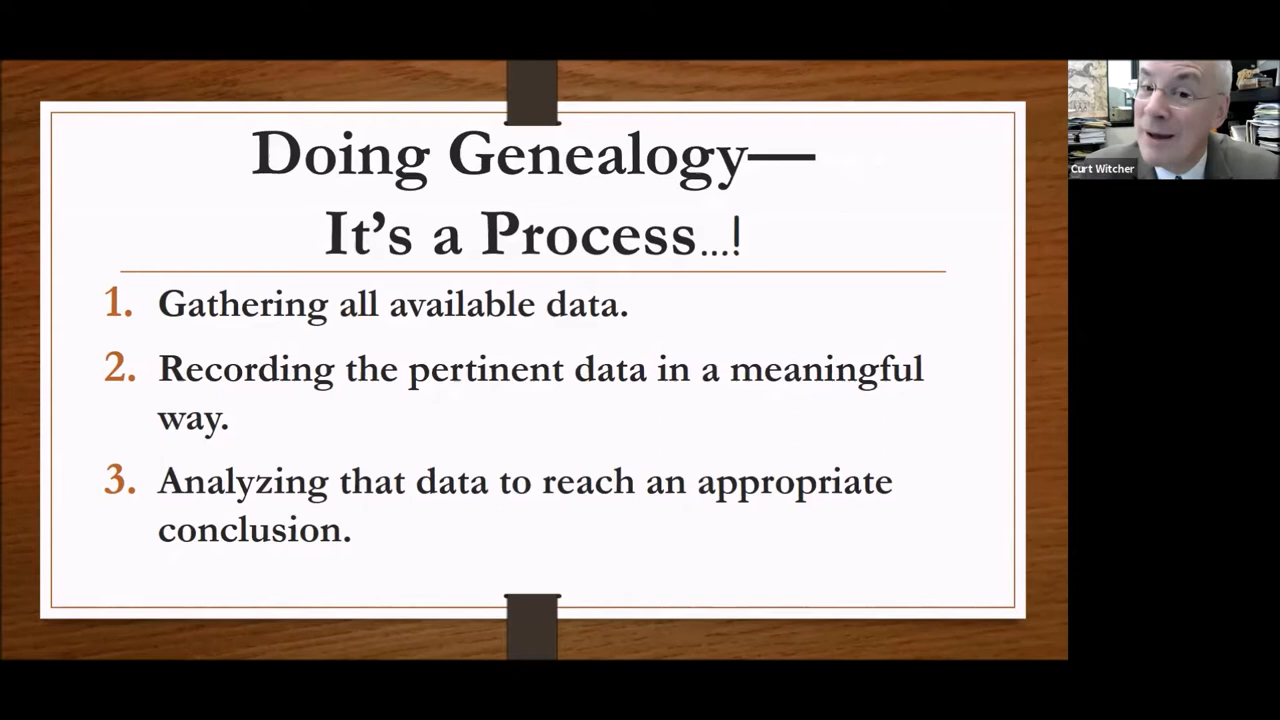 Doing Genealogy—
It’s a Process...!
1. Gathering all available data.
2. Recording the pertinent data in a meaningful
way.
3. Analyzing that data to reach an appropriate
conclusion.
Curt Witcher